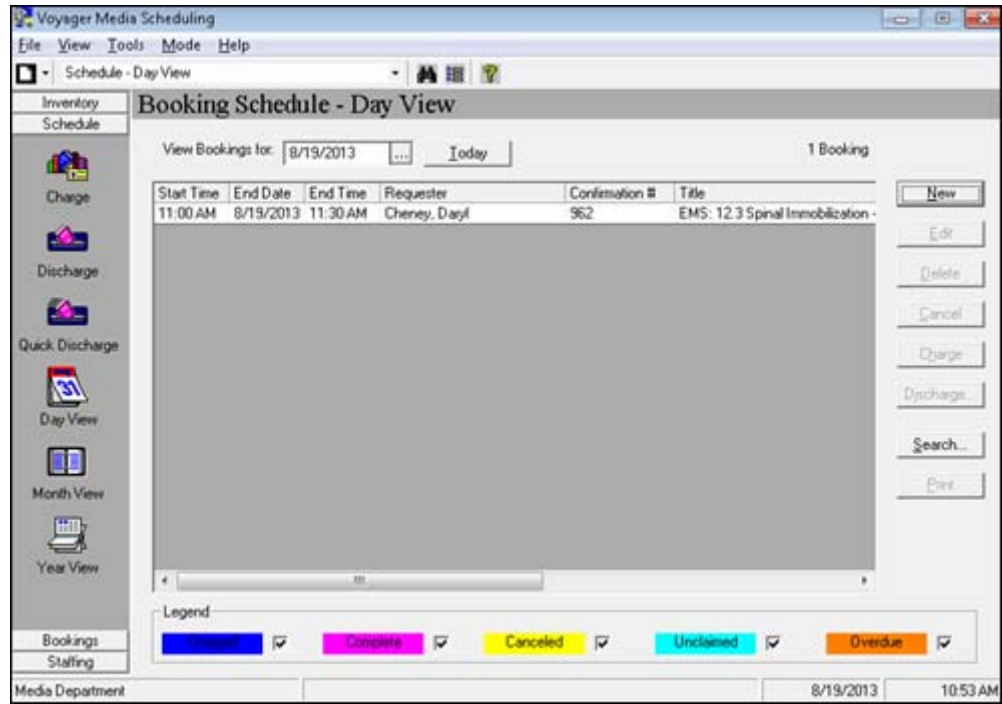 Voyager Media Scheduling
File View Tools Mode Help
Schedule - Day View
Inventory
Schedule
Charge
Discharge
Quick Discharge
31
Day View
Month View
Year View
Bookings
Staffing
Booking Schedule - Day View
View Bookings for: 8/19/2013 ... Today 1 Booking
Start Time End Date End Time Requester Confirmation # Title
11:00 AM 8/19/2013 11:30 AM Cheney, Daryl 962 EMS: 12.3 Spinal Immobilization -
New
Edit
Delete
Cancel
Charge
Discharge...
Search...
Print
Legend
Charged Complete Canceled Unclaimed Overdue
Media Department 8/19/2013 10:53 AM